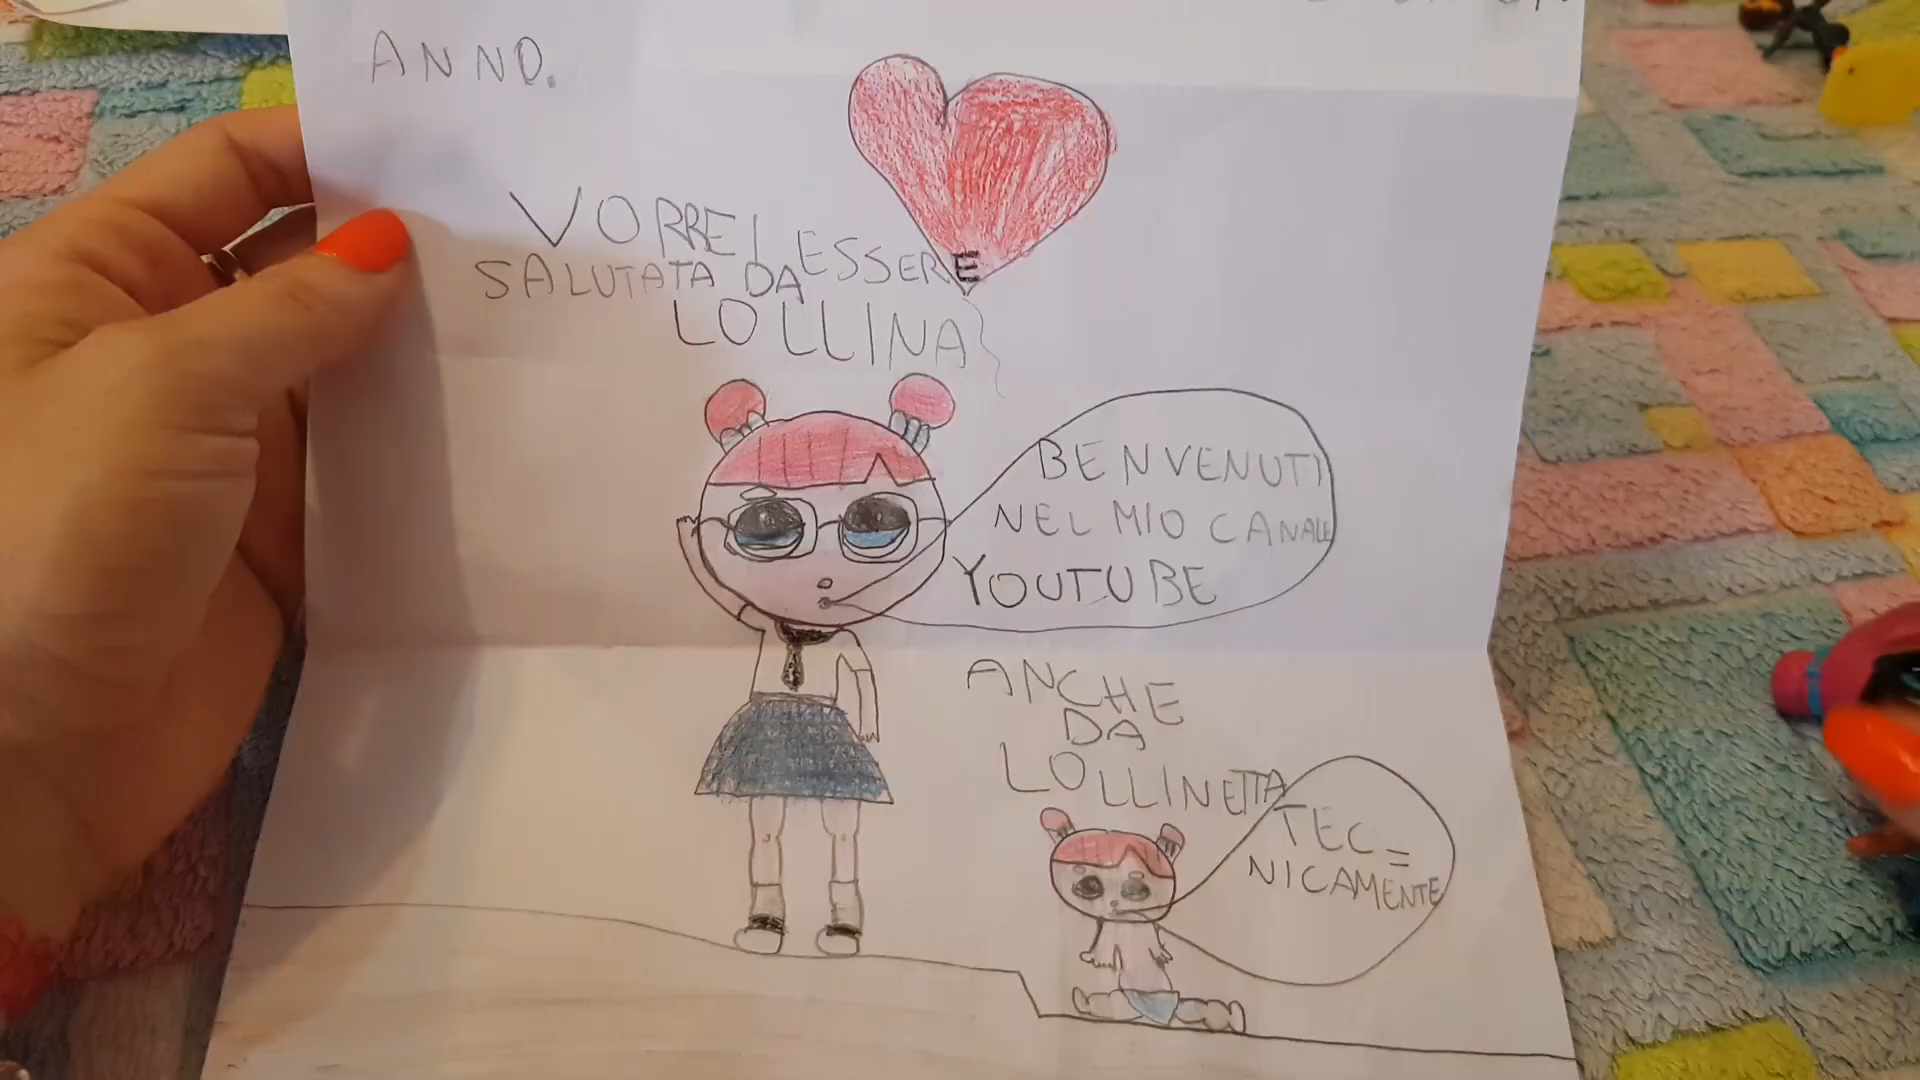 ANNO.
VORREI ESSERE
SALUTATA DA
LOLLINA
BENVENUTI
NEL MIO CANALE
YOUTUBE
ANCHE
DA
LOLLINETTA
TEC=
NICAMENTE